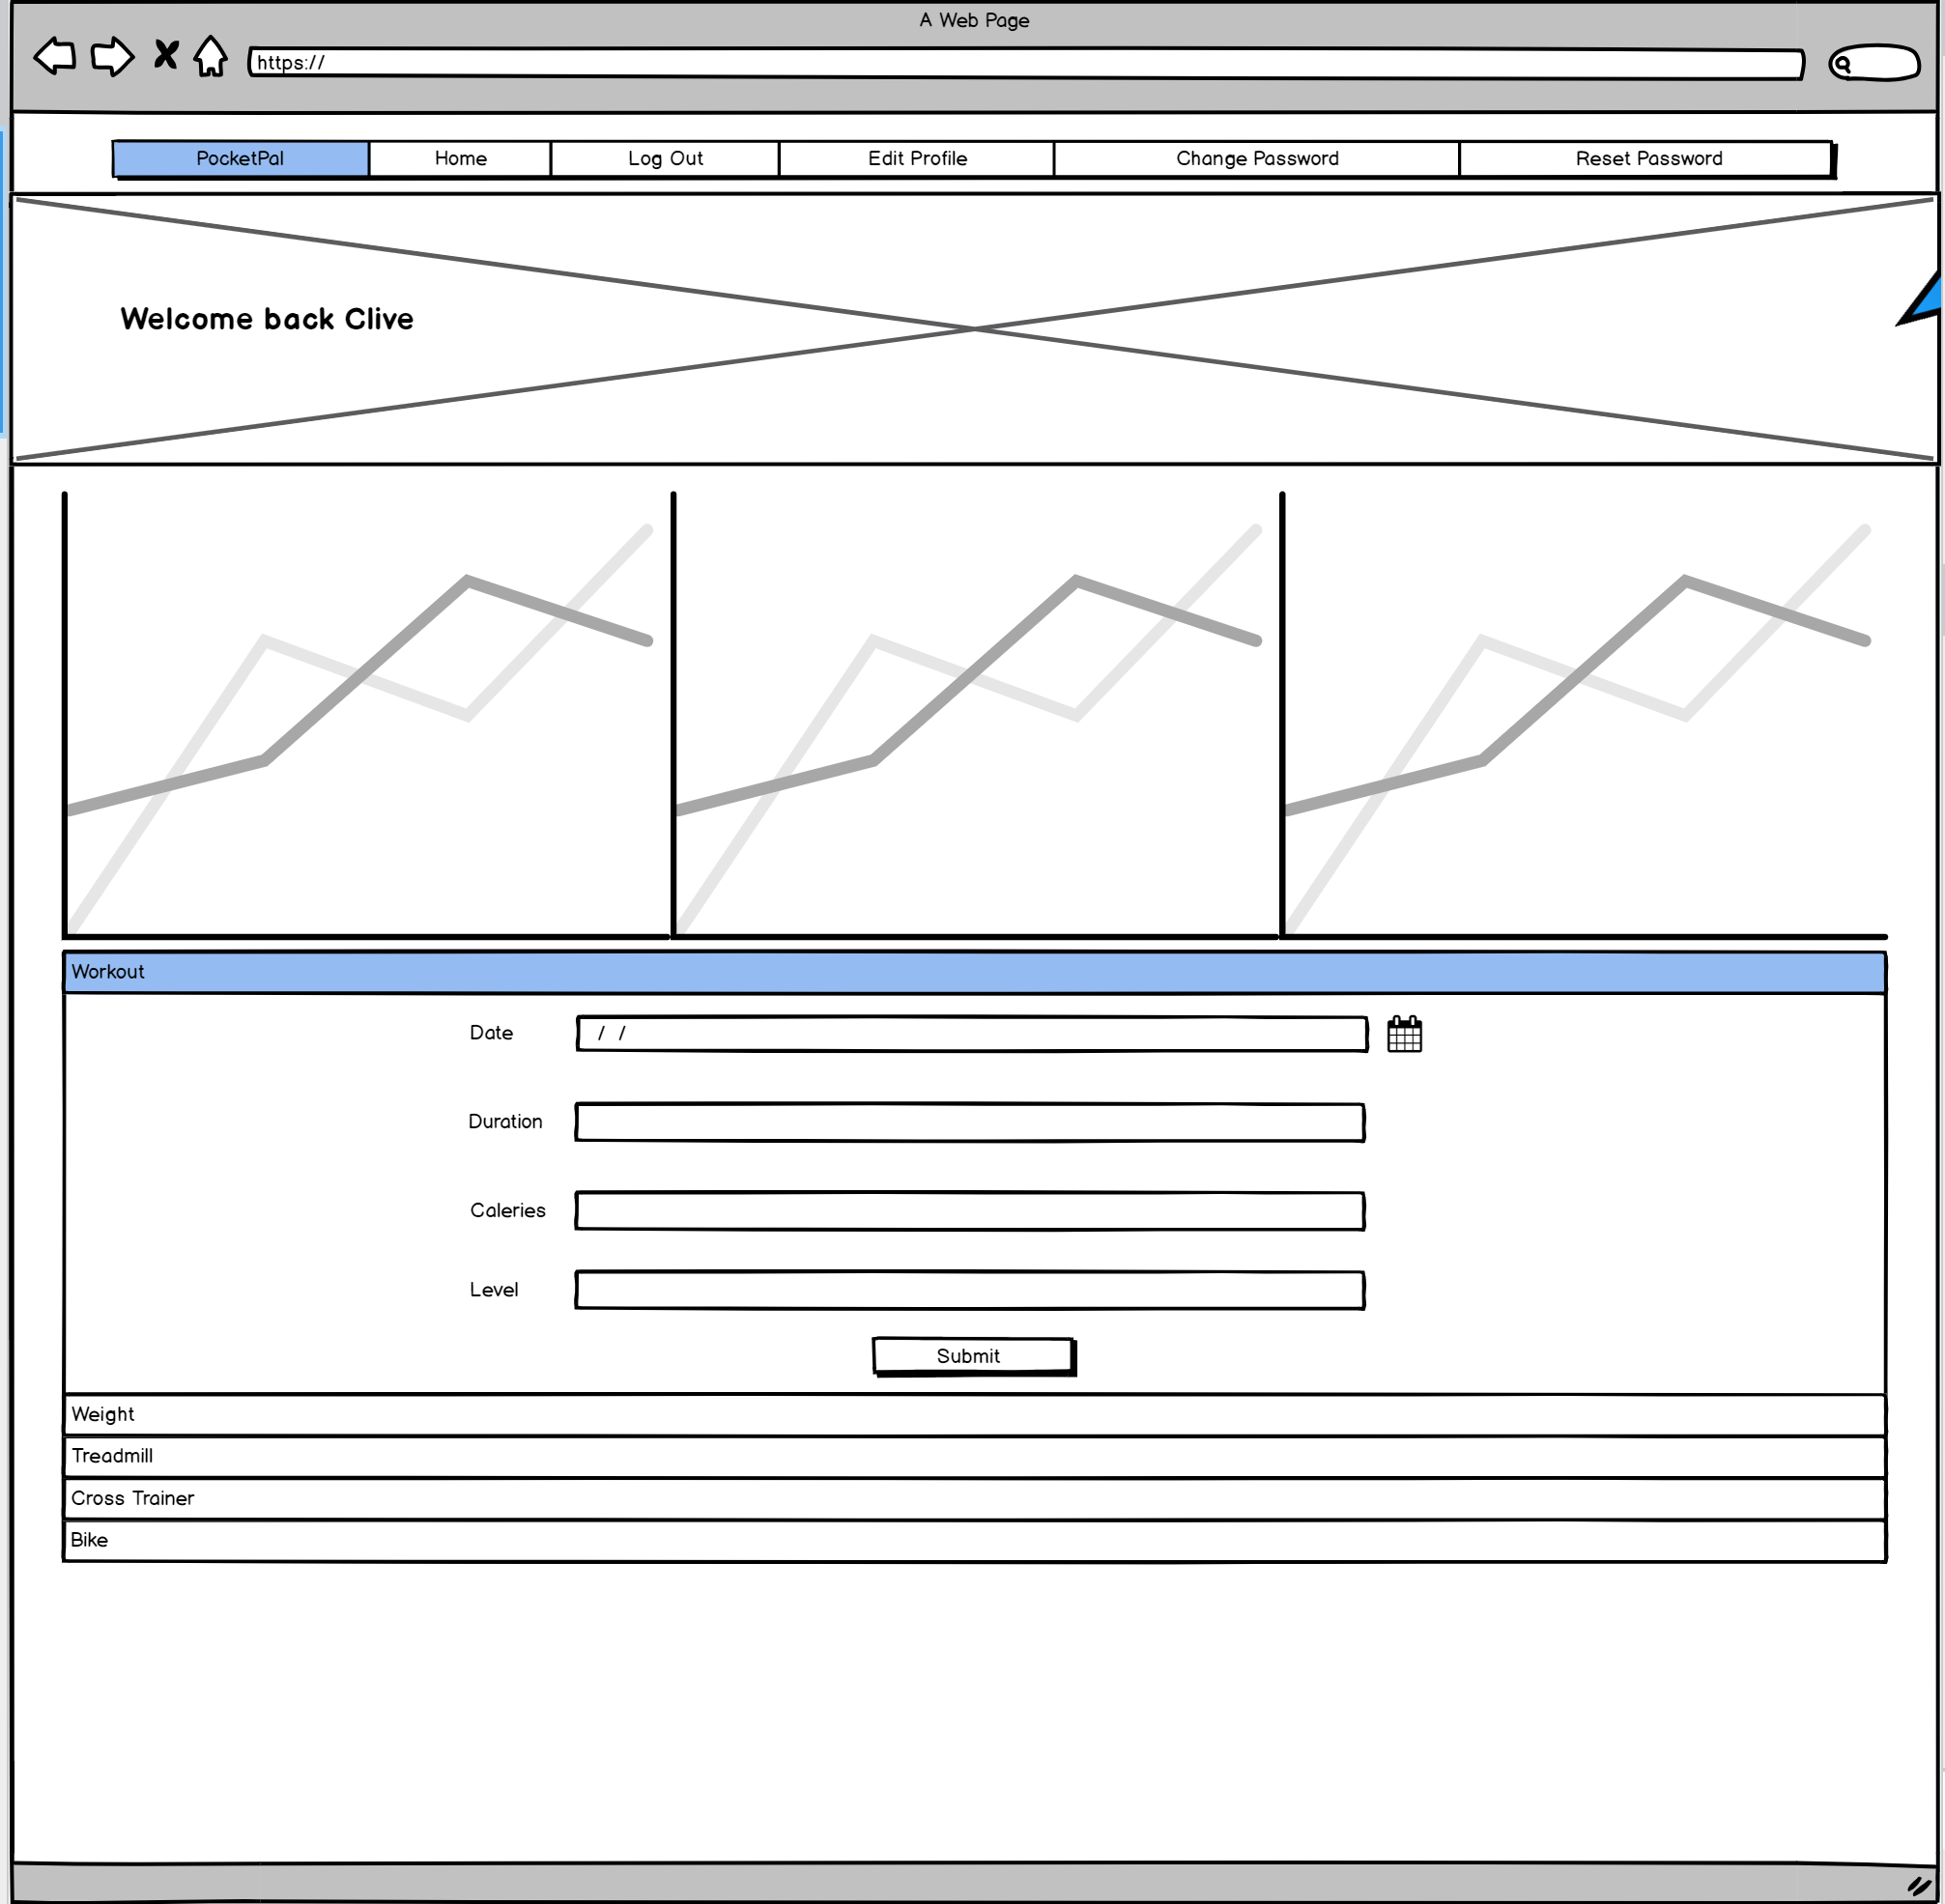 A Web Page
https://
PocketPal Home Log Out Edit Profile Change Password Reset Password
Welcome back Clive
Workout
Date / /
Duration
Caleries
Level
Submit
Weight
Treadmill
Cross Trainer
Bike